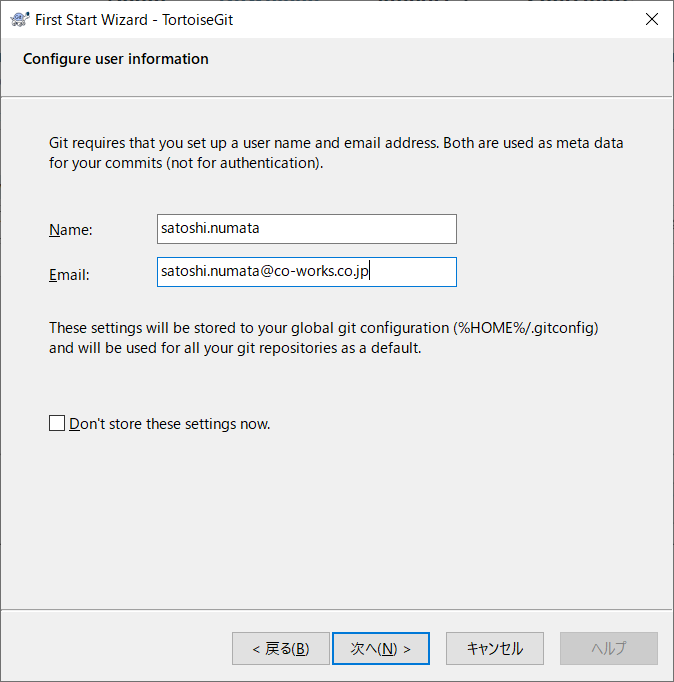 First Start Wizard - TortoiseGit
Configure user information
Git requires that you set up a user name and email address. Both are used as meta data
for your commits (not for authentication).
Name: satoshi.numata
Email: satoshi.numata@co-works.co.jp
These settings will be stored to your global git configuration (%HOME%/.gitconfig)
and will be used for all your git repositories as a default.
Don't store these settings now.
< 戻る(B) 次へ(N) > キャンセル ヘルプ